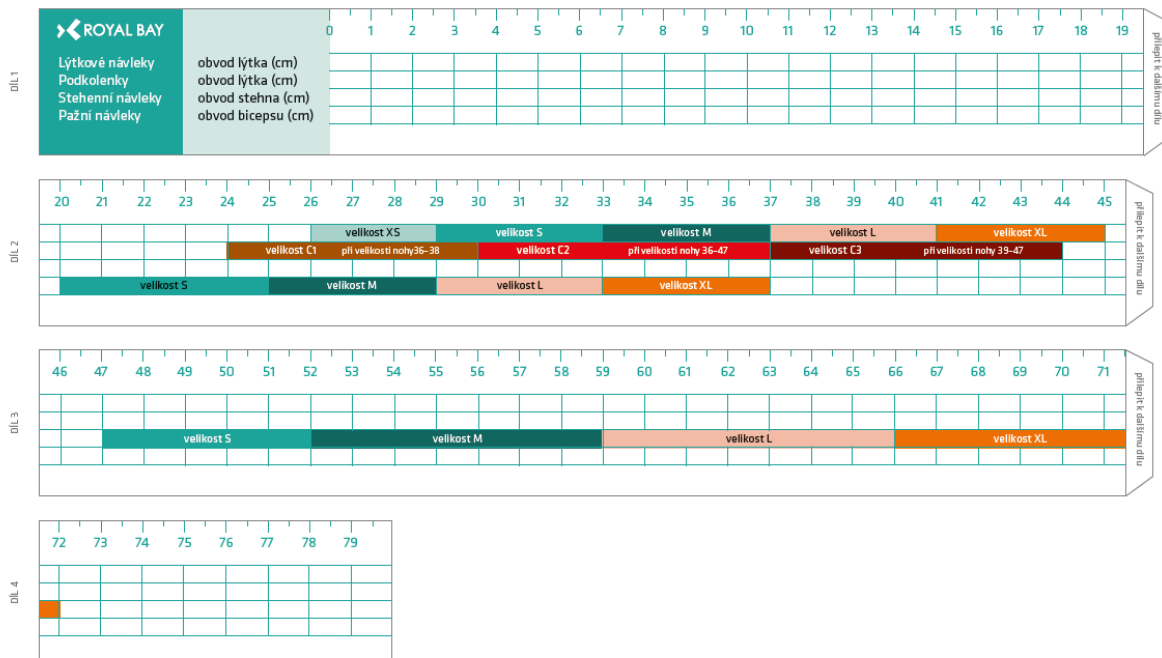 DÍL 1
ROYAL BAY
0 1 2 3 4 5 6 7 8 9 10 11 12 13 14 15 16 17 18 19
Lýtkové návleky obvod lýtka (cm)
Podkolenky obvod lýtka (cm)
Stehenní návleky obvod stehna (cm)
Pažní návleky obvod bicepsu (cm)
přilepit k dalšímu dílu
DÍL 2
20 21 22 23 24 25 26 27 28 29 30 31 32 33 34 35 36 37 38 39 40 41 42 43 44 45
velikost XS velikost S velikost M velikost L velikost XL
velikost C1 při velikosti nohy36–38 velikost C2 při velikosti nohy 36–47 velikost C3 při velikosti nohy 39–47
velikost S velikost M velikost L velikost XL
přilepit k dalšímu dílu
DÍL 3
46 47 48 49 50 51 52 53 54 55 56 57 58 59 60 61 62 63 64 65 66 67 68 69 70 71
velikost S velikost M velikost L velikost XL
přilepit k dalšímu dílu
DÍL 4
72 73 74 75 76 77 78 79